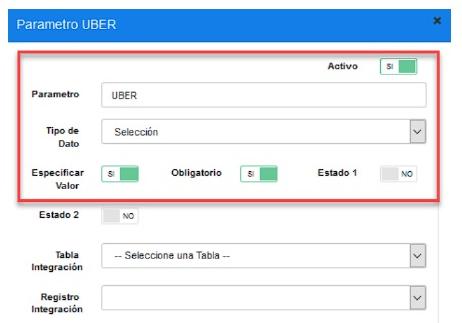 Parametro UBER
×
Activo SI
Parametro UBER
Tipo de Dato Selección
Especificar Valor SI Obligatorio SI Estado 1 NO
Estado 2 NO
Tabla Integración -- Seleccione una Tabla --
Registro Integración